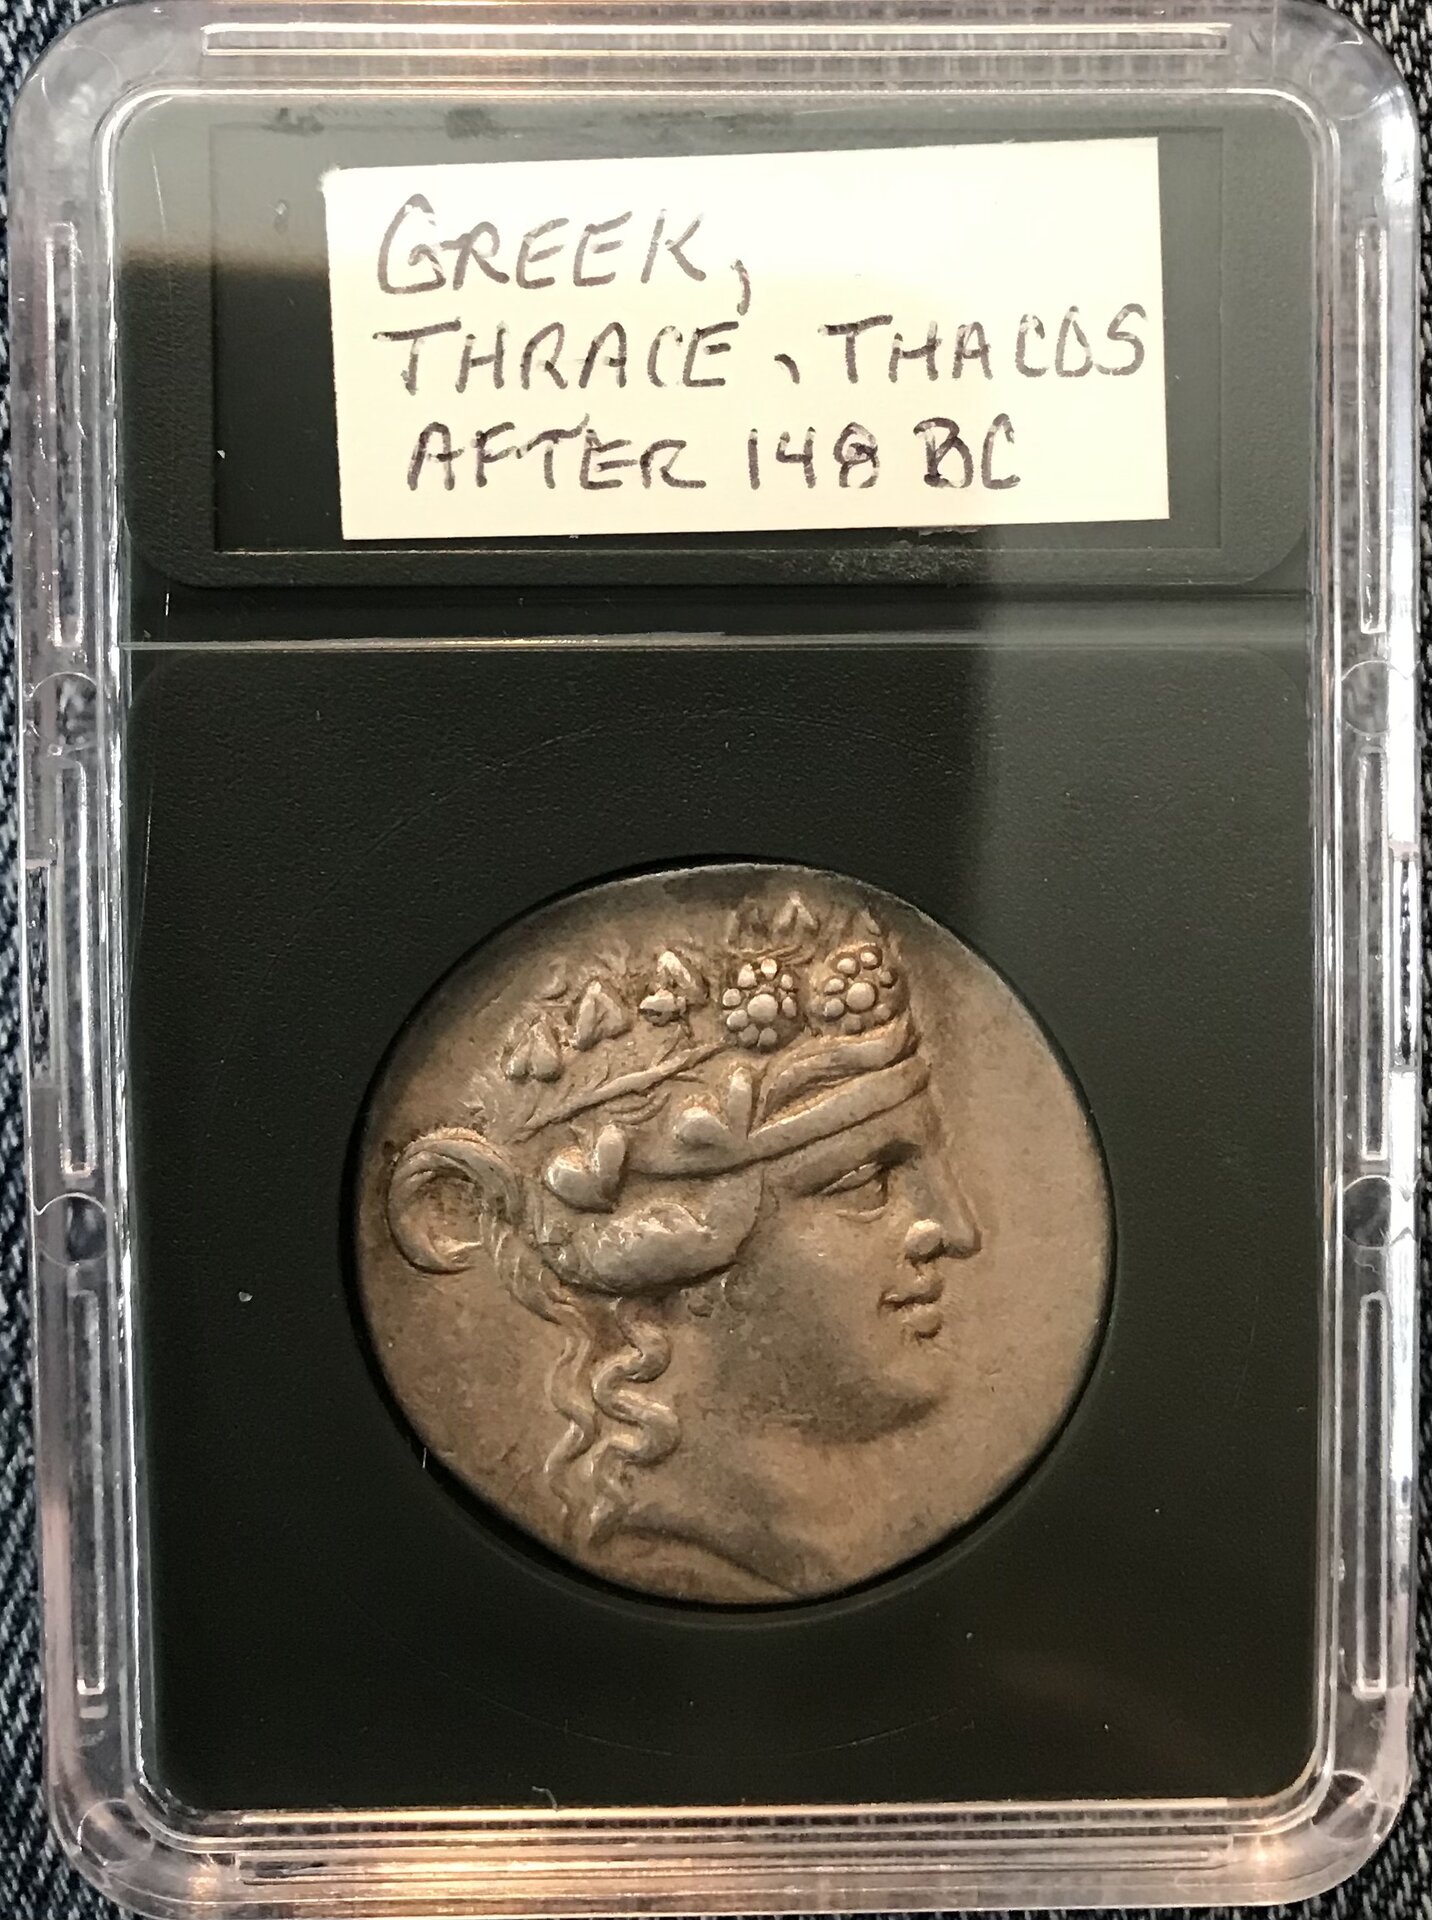 GREEK,
THRACE, THACOS
AFTER 148 BC